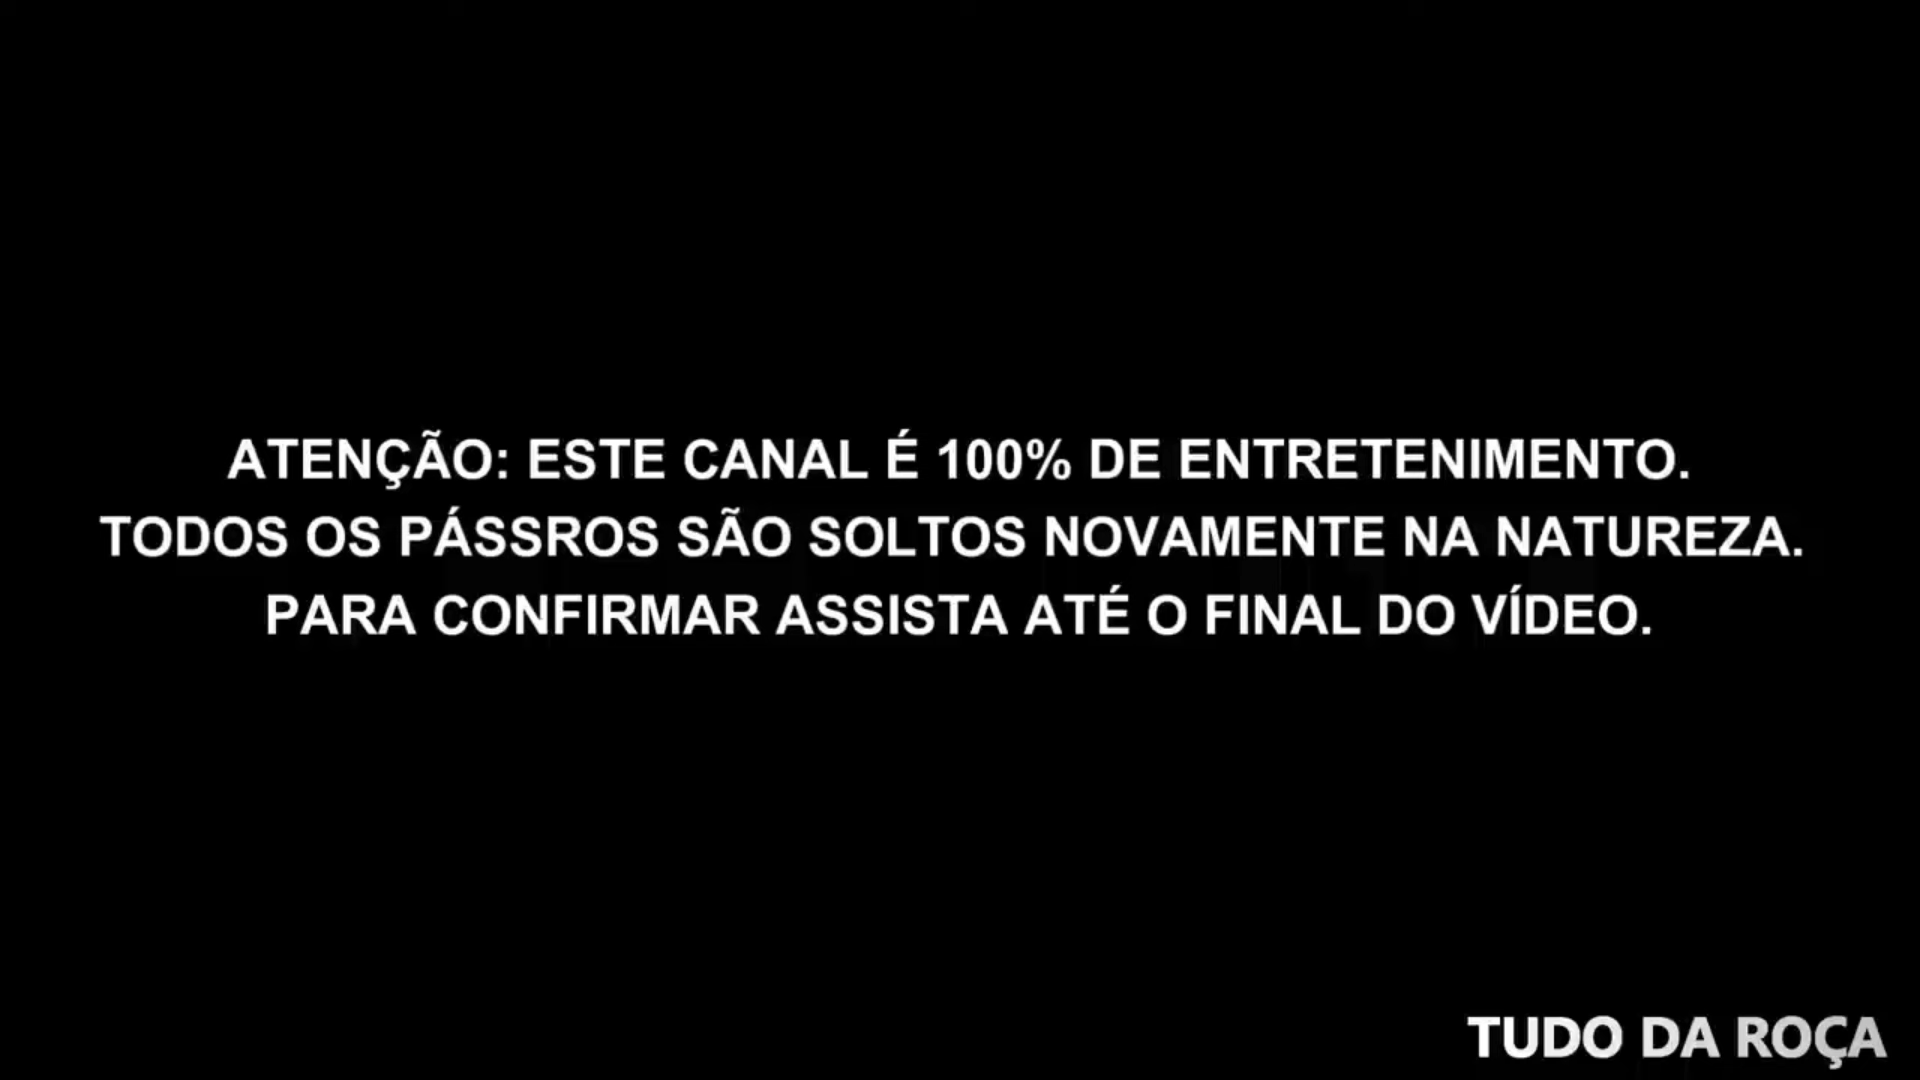 ATENÇÃO: ESTE CANAL É 100% DE ENTRETENIMENTO.
TODOS OS PÁSSROS SÃO SOLTOS NOVAMENTE NA NATUREZA.
PARA CONFIRMAR ASSISTA ATÉ O FINAL DO VÍDEO.
TUDO DA ROÇA